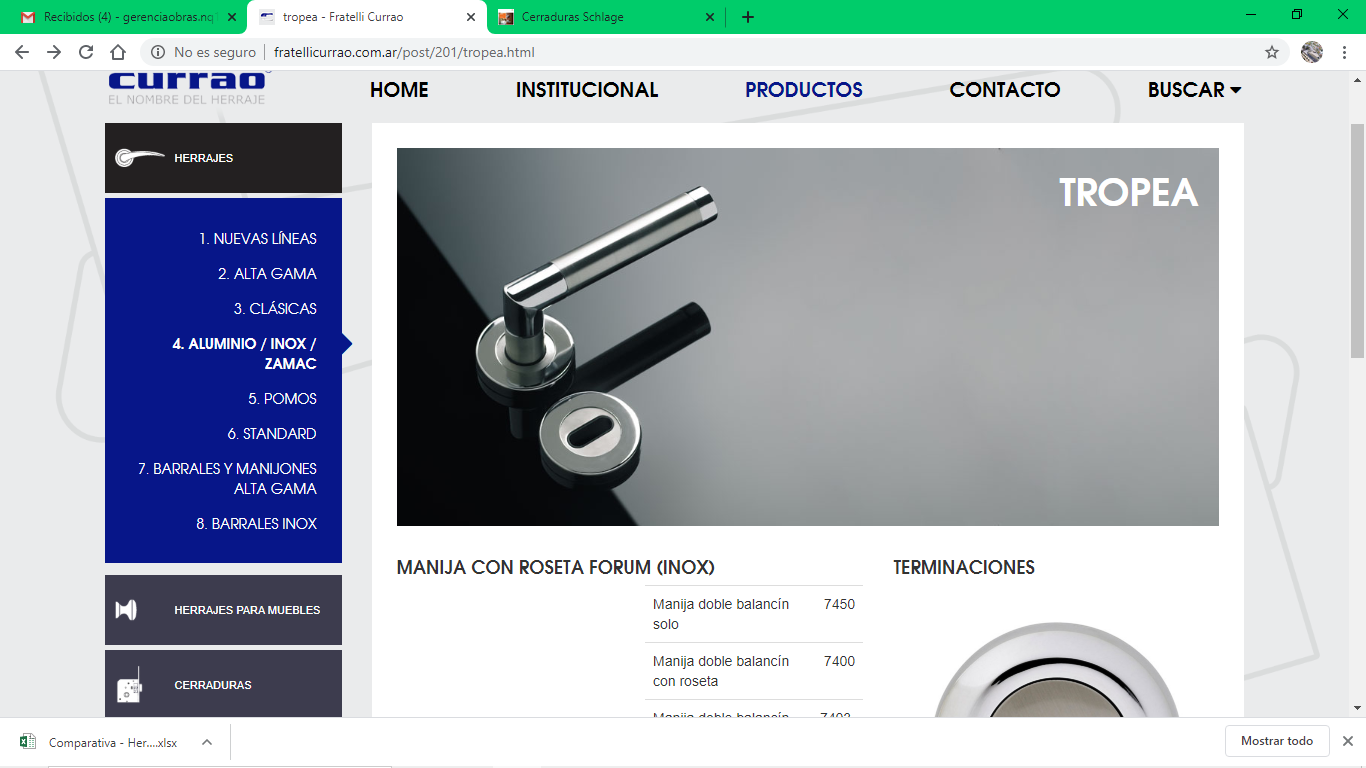 Recibidos (4) - gerenciaobras.nq
tropea - Fratelli Currao
Cerraduras Schlage
No es seguro
fratellicurrao.com.ar/post/201/tropea.html
currao
EL NOMBRE DEL HERRAJE
HOME
INSTITUCIONAL
PRODUCTOS
CONTACTO
BUSCAR
HERRAJES
1. NUEVAS LÍNEAS
2. ALTA GAMA
3. CLÁSICAS
4. ALUMINIO / INOX /
ZAMAC
5. POMOS
6. STANDARD
7. BARRALES Y MANIJONES
ALTA GAMA
8. BARRALES INOX
HERRAJES PARA MUEBLES
CERRADURAS
TROPEA
MANIJA CON ROSETA FORUM (INOX)
Manija doble balancín 7450
solo
Manija doble balancín 7400
con roseta
Manija doble balancín 7402
TERMINACIONES
Comparativa - Her....xlsx
Mostrar todo